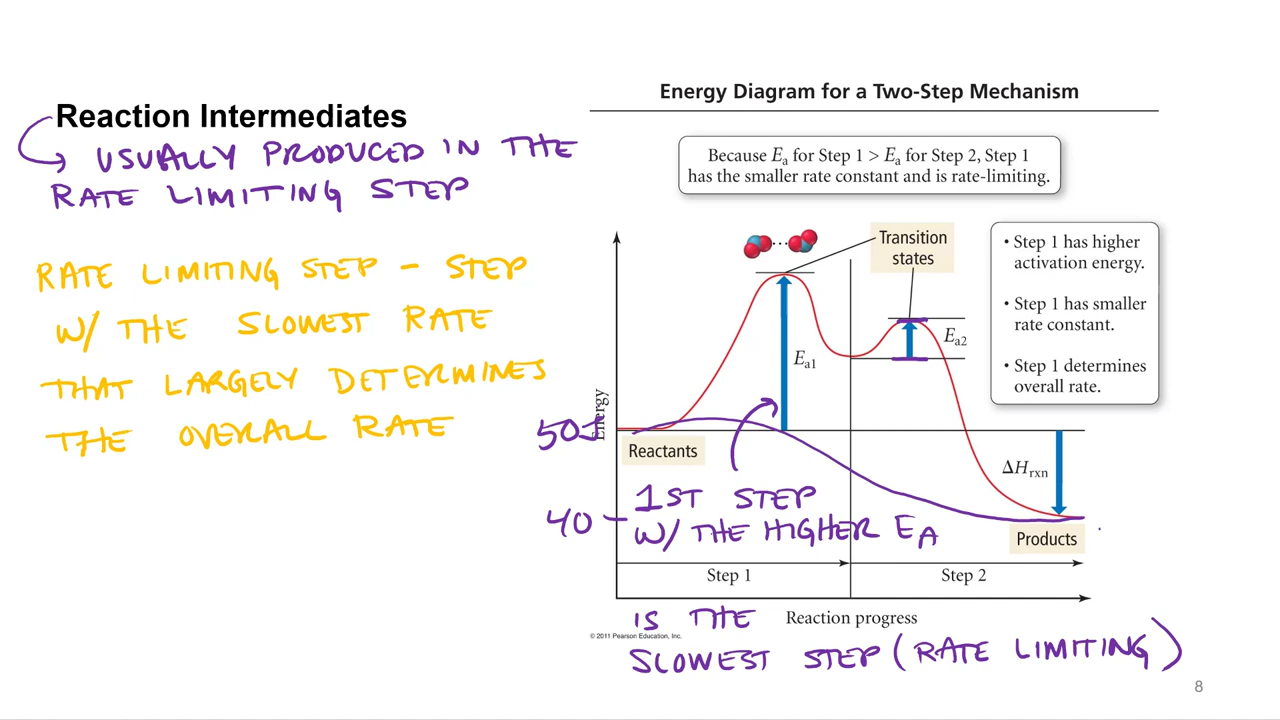 Reaction Intermediates
USUALLY PRODUCED IN THE
RATE LIMITING STEP
RATE LIMITING STEP - STEP
W/ THE SLOWEST RATE
THAT LARGELY DETERMINES
THE OVERALL RATE
Energy Diagram for a Two-Step Mechanism
Because Ea for Step 1 > Ea for Step 2, Step 1
has the smaller rate constant and is rate-limiting.
Transition
states
• Step 1 has higher
activation energy.
• Step 1 has smaller
rate constant.
• Step 1 determines
overall rate.
Ea1
Ea2
Energy
50J
Reactants
ΔHrxn
40
1ST STEP
W/ THE HIGHER EA
Products
Step 1
Step 2
IS THE
Reaction progress
© 2011 Pearson Education, Inc.
SLOWEST STEP (RATE LIMITING)
8